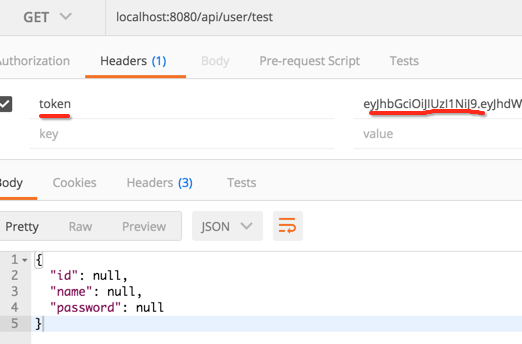 GET localhost:8080/api/user/test
uthorization Headers (1) Body Pre-request Script Tests
token eyJhbGciOiJIUzI1NiJ9.eyJhdW
key value
Body Cookies Headers (3) Tests
Pretty Raw Preview JSON
1 {
2 "id": null,
3 "name": null,
4 "password": null
5 }